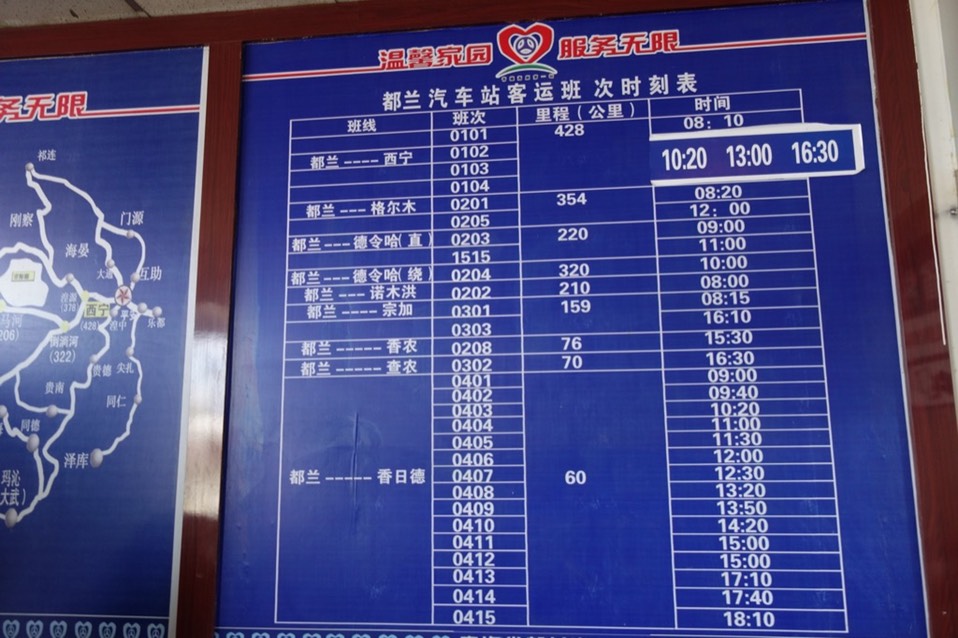 务无限
祁连
刚察
门源
海晏
大通
互助
湟源
(376)
西宁
(428)
湟中
平安
乐都
玛河
206)
倒淌河
(322)
贵德
尖扎
贵南
同仁
同德
泽库
玛沁
大武)
温馨家园 服务无限
都兰汽车站客运班次时刻表
班线 班次 里程(公里) 时间
0101 428 08:10
都兰----西宁 0102 10:20 13:00 16:30
0103
0104
都兰---格尔木 0201 354 08:20
0205 12:00
都兰---德令哈(直) 0203 220 09:00
1515 11:00
都兰---德令哈(绕) 0204 320 10:00
都兰---诺木洪 0202 210 08:00
都兰----宗加 0301 159 08:15
0303 16:10
都兰-----香农 0208 76 15:30
都兰-----查农 0302 70 16:30
0401 09:00
0402 09:40
0403 10:20
0404 11:00
0405 11:30
0406 12:00
都兰-----香日德 0407 60 12:30
0408 13:20
0409 13:50
0410 14:20
0411 15:00
0412 15:00
0413 17:10
0414 17:40
0415 18:10